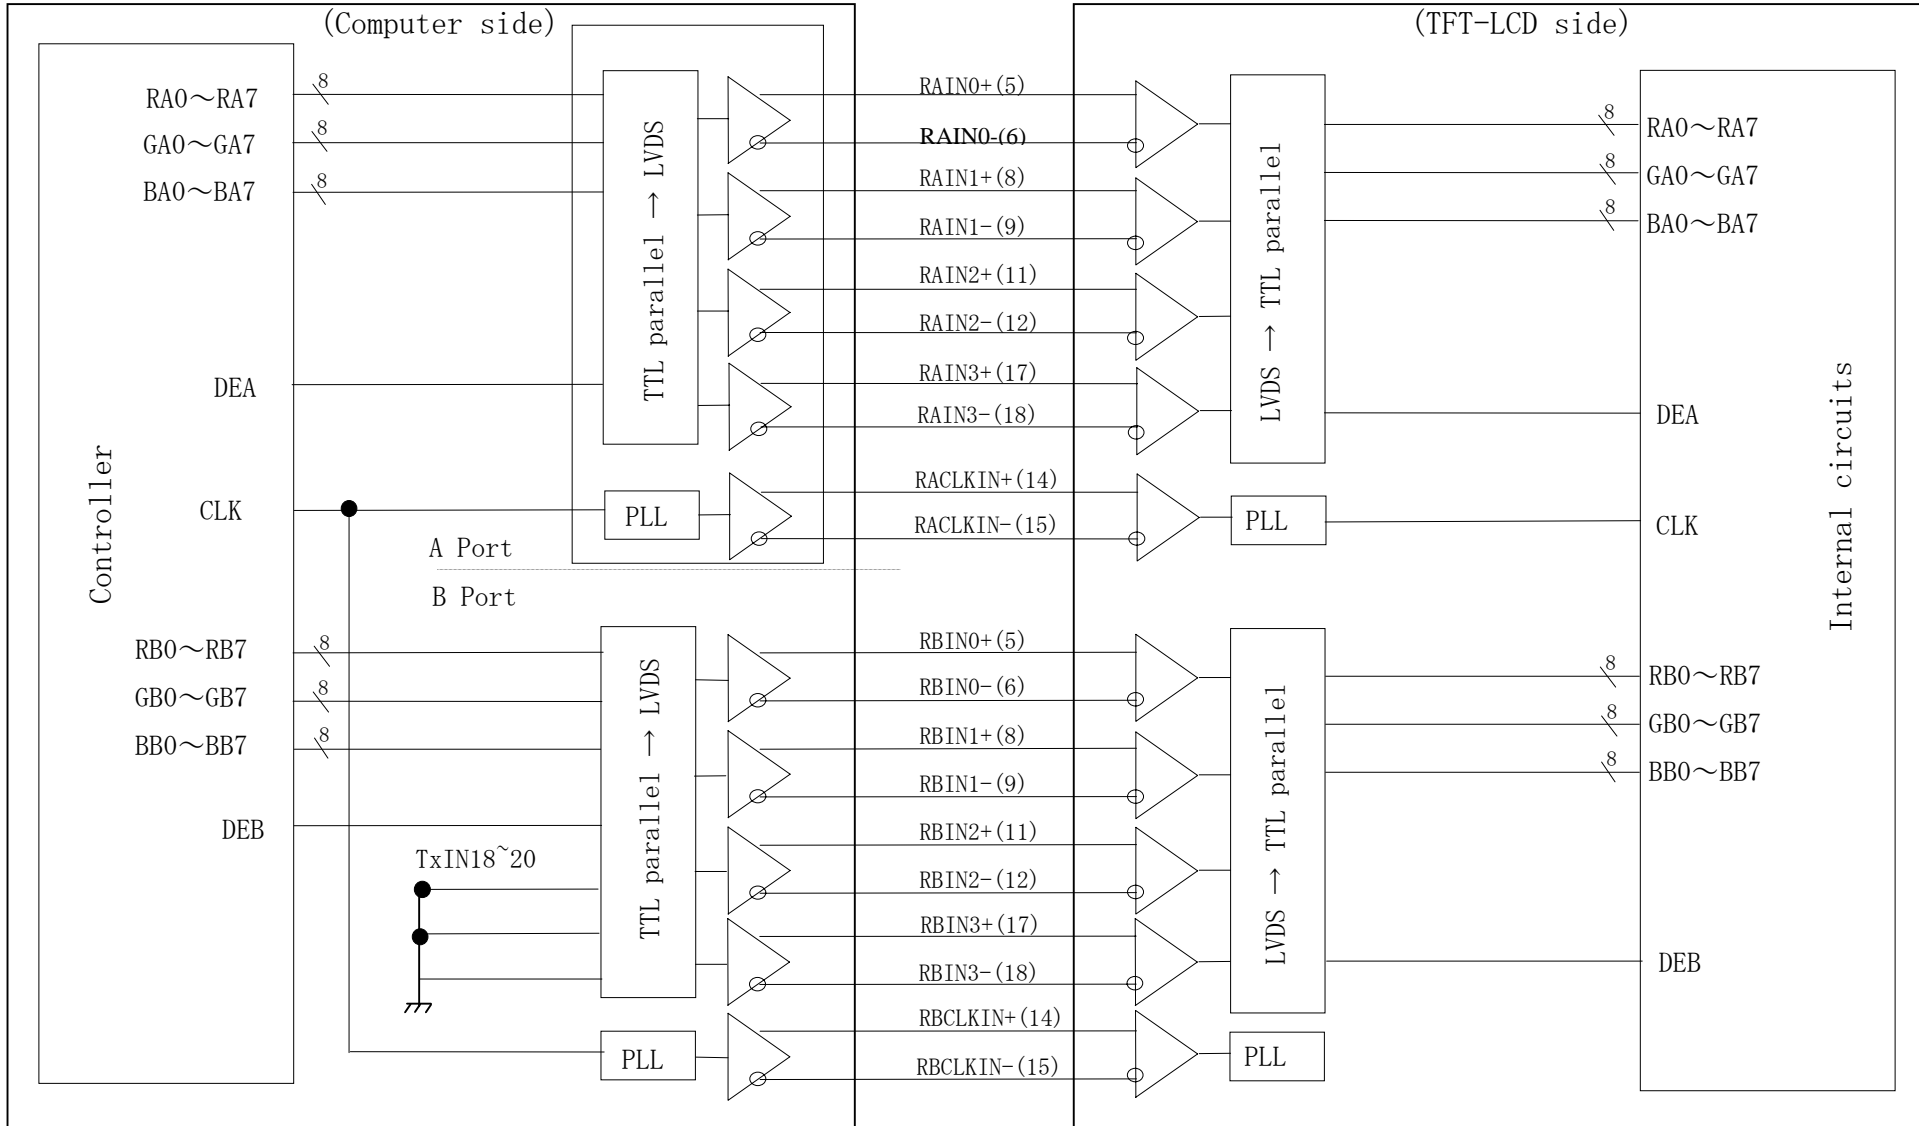 (Computer side)
(TFT-LCD side)
Controller
RA0～RA7
8
GA0～GA7
8
BA0～BA7
8
DEA
CLK
TTL parallel → LVDS
PLL
A Port
B Port
RAIN0+(5)
RAIN0-(6)
RAIN1+(8)
RAIN1-(9)
RAIN2+(11)
RAIN2-(12)
RAIN3+(17)
RAIN3-(18)
RACLKIN+(14)
RACLKIN-(15)
LVDS → TTL parallel
PLL
8
RA0～RA7
8
GA0～GA7
8
BA0～BA7
DEA
CLK
Internal circuits
RB0～RB7
8
GB0～GB7
8
BB0～BB7
8
DEB
TxIN18~20
TTL parallel → LVDS
PLL
RBIN0+(5)
RBIN0-(6)
RBIN1+(8)
RBIN1-(9)
RBIN2+(11)
RBIN2-(12)
RBIN3+(17)
RBIN3-(18)
RBCLKIN+(14)
RBCLKIN-(15)
LVDS → TTL parallel
PLL
8
RB0～RB7
8
GB0～GB7
8
BB0～BB7
DEB